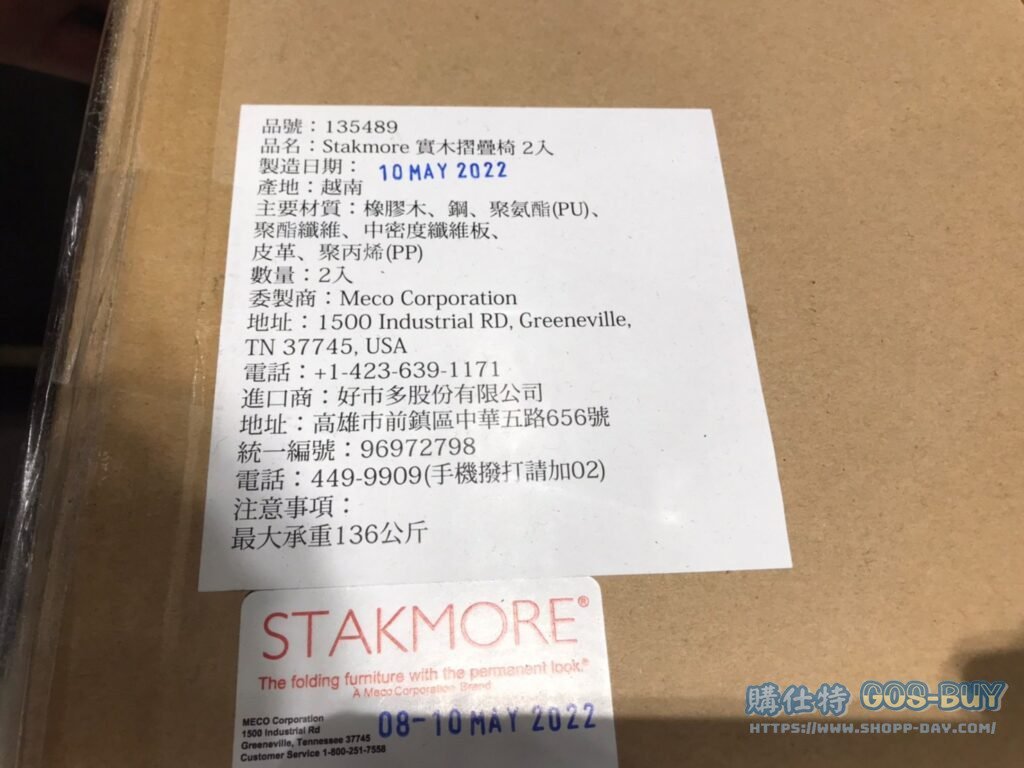 品號：135489
品名：Stakmore 實木摺疊椅 2入
製造日期： 10 MAY 2022
產地：越南
主要材質：橡膠木、鋼、聚氨酯(PU)、
聚酯纖維、中密度纖維板、
皮革、聚丙烯(PP)
數量：2入
委製商：Meco Corporation
地址：1500 Industrial RD, Greeneville,
TN 37745, USA
電話：+1-423-639-1171
進口商：好市多股份有限公司
地址：高雄市前鎮區中華五路656號
統一編號：96972798
電話：449-9909(手機撥打請加02)
注意事項：
最大承重136公斤
STAKMORE®
The folding furniture with the permanent look.®
A Meco Corporation Brand
MECO Corporation
1500 Industrial Rd
Greeneville, Tennessee 37745
Customer Service 1-800-251-7558
08-10 MAY 2022
購仕特 GOS-BUY
HTTPS://WWW.SHOPP-DAY.COM/